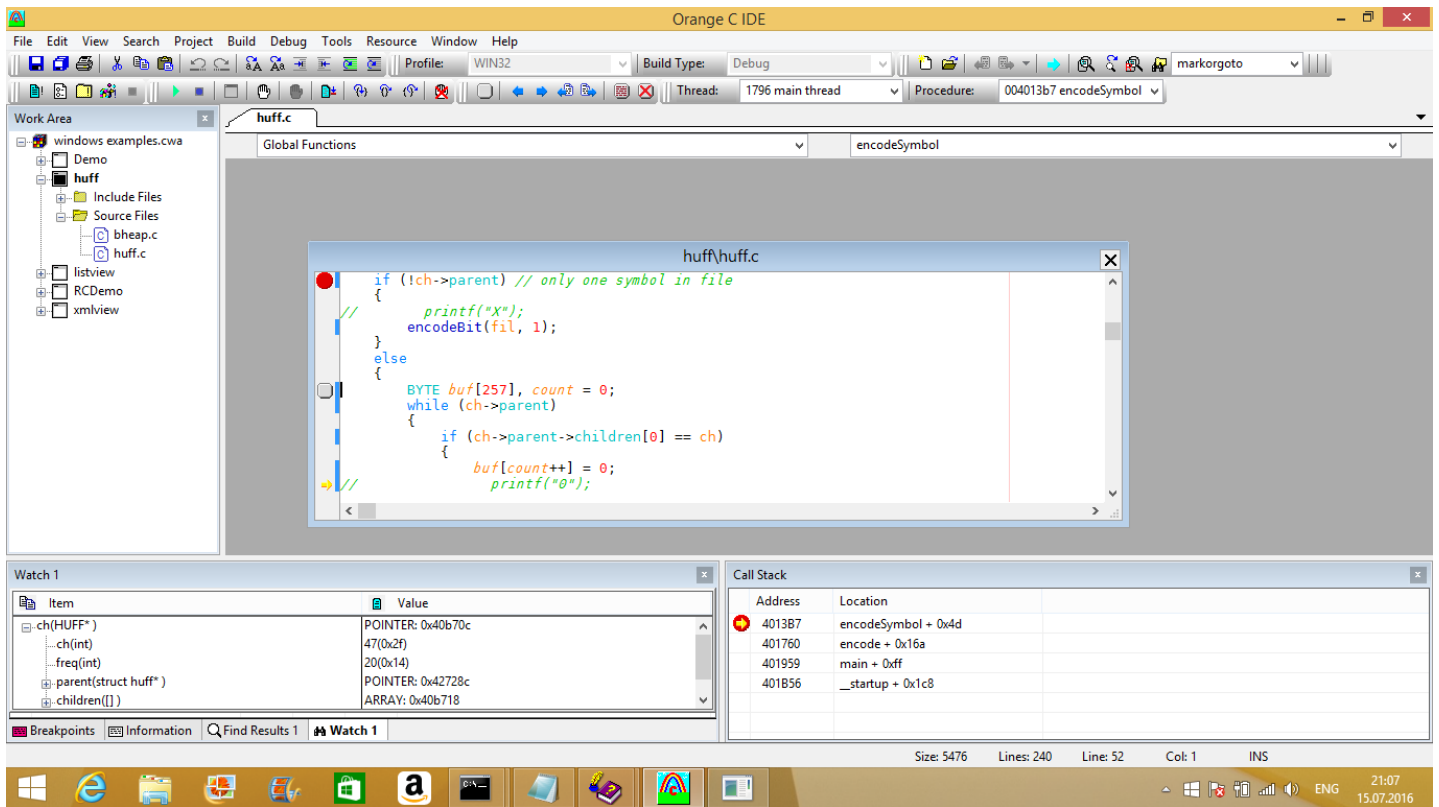 Orange C IDE
File Edit View Search Project Build Debug Tools Resource Window Help
Profile: WIN32 Build Type: Debug markorgoto
Thread: 1796 main thread Procedure: 004013b7 encodeSymbol
Work Area
huff.c
windows examples.cwa
Demo
huff
Include Files
Source Files
bheap.c
huff.c
listview
RCDemo
xmlview
Global Functions encodeSymbol
huff\huff.c
if (!ch->parent) // only one symbol in file
{
// printf("X");
encodeBit(fil, 1);
}
else
{
BYTE buf[257], count = 0;
while (ch->parent)
{
if (ch->parent->children[0] == ch)
{
buf[count++] = 0;
// printf("0");
Watch 1
Item Value
ch(HUFF*) POINTER: 0x40b70c
ch(int) 47(0x2f)
freq(int) 20(0x14)
parent(struct huff*) POINTER: 0x42728c
children([]) ARRAY: 0x40b718
Breakpoints Information Find Results 1 Watch 1
Call Stack
Address Location
4013B7 encodeSymbol + 0x4d
401760 encode + 0x16a
401959 main + 0xff
401B56 __startup + 0x1c8
Size: 5476 Lines: 240 Line: 52 Col: 1 INS
ENG
21:07
15.07.2016